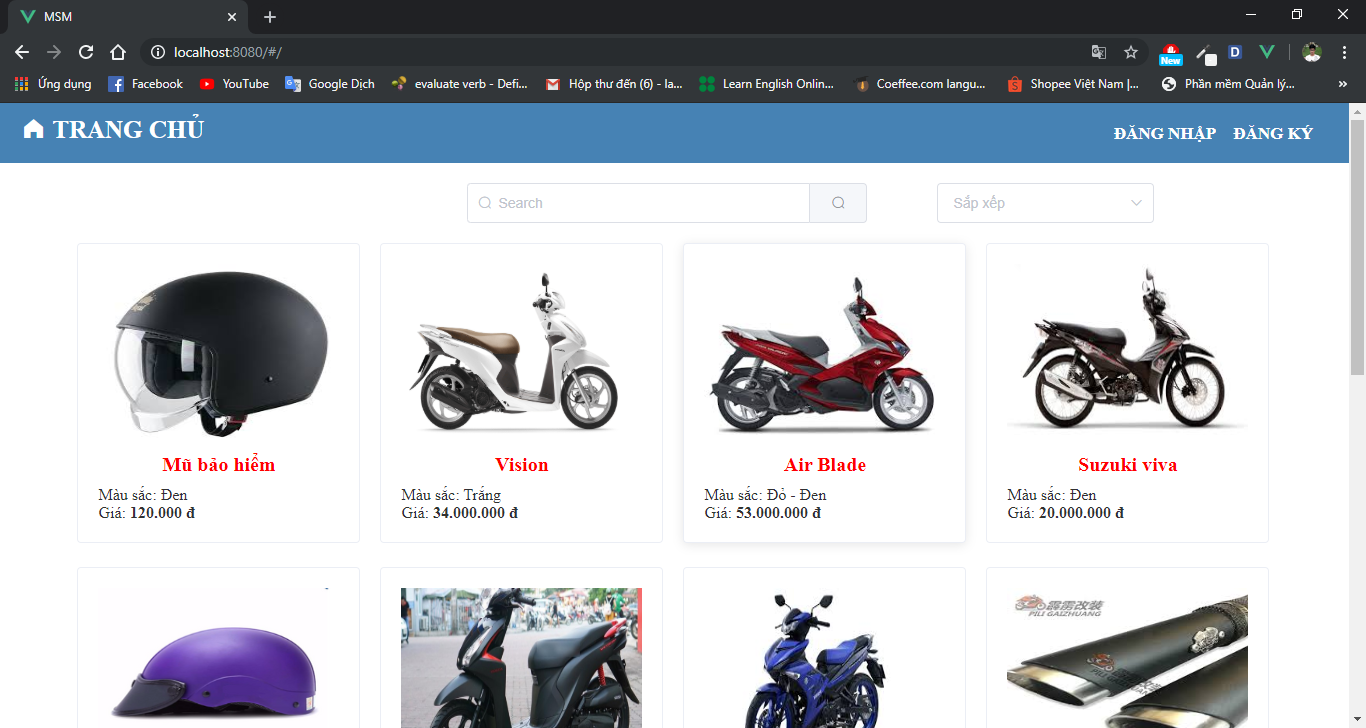 MSM
localhost:8080/#/
New
D
Ứng dụng
Facebook
YouTube
Google Dịch
evaluate verb - Defi...
Hộp thư đến (6) - la...
Learn English Onlin...
Coeffee.com langu...
Shopee Việt Nam |...
Phần mềm Quản lý...
»
TRANG CHỦ
ĐĂNG NHẬP
ĐĂNG KÝ
Search
Sắp xếp
Mũ bảo hiểm
Màu sắc: Đen
Giá: 120.000 đ
Vision
Màu sắc: Trắng
Giá: 34.000.000 đ
Air Blade
Màu sắc: Đỏ - Đen
Giá: 53.000.000 đ
Suzuki viva
Màu sắc: Đen
Giá: 20.000.000 đ
霹雳改装
PILI GAIZHUANG